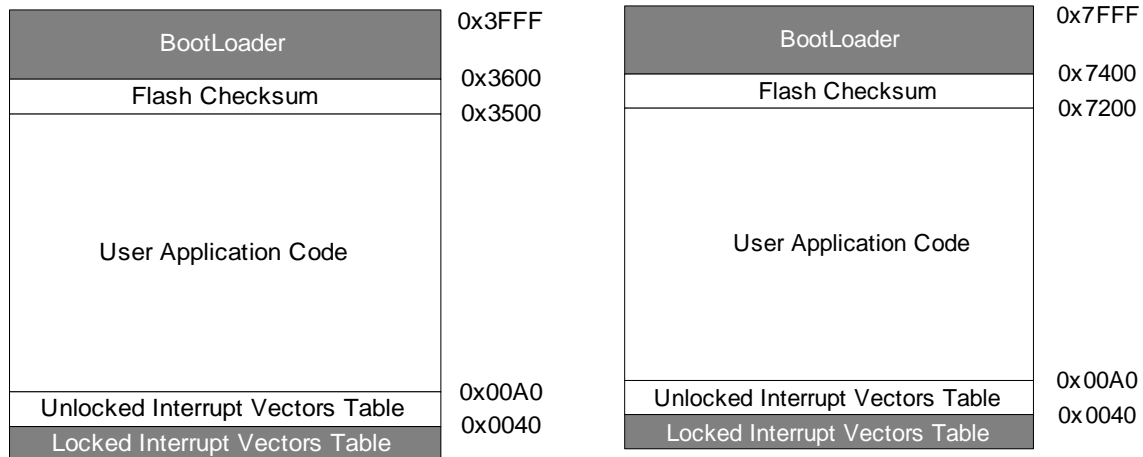 BootLoader
0x3FFF
0x3600
Flash Checksum
0x3500
User Application Code
0x00A0
Unlocked Interrupt Vectors Table
0x0040
Locked Interrupt Vectors Table
0x7FFF
BootLoader
0x7400
Flash Checksum
0x7200
User Application Code
0x00A0
Unlocked Interrupt Vectors Table
0x0040
Locked Interrupt Vectors Table